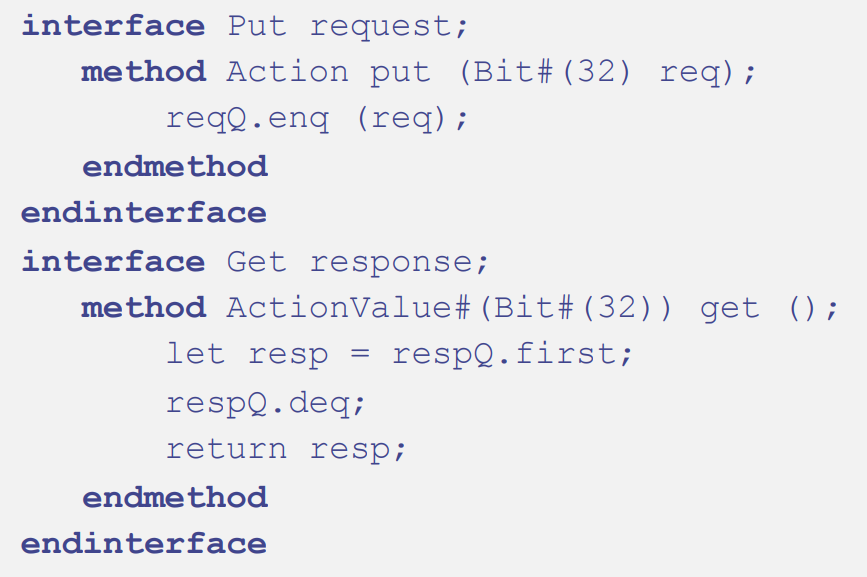 interface Put request;
method Action put (Bit#(32) req);
reqQ.enq (req);
endmethod
endinterface
interface Get response;
method ActionValue#(Bit#(32)) get ();
let resp = respQ.first;
respQ.deq;
return resp;
endmethod
endinterface